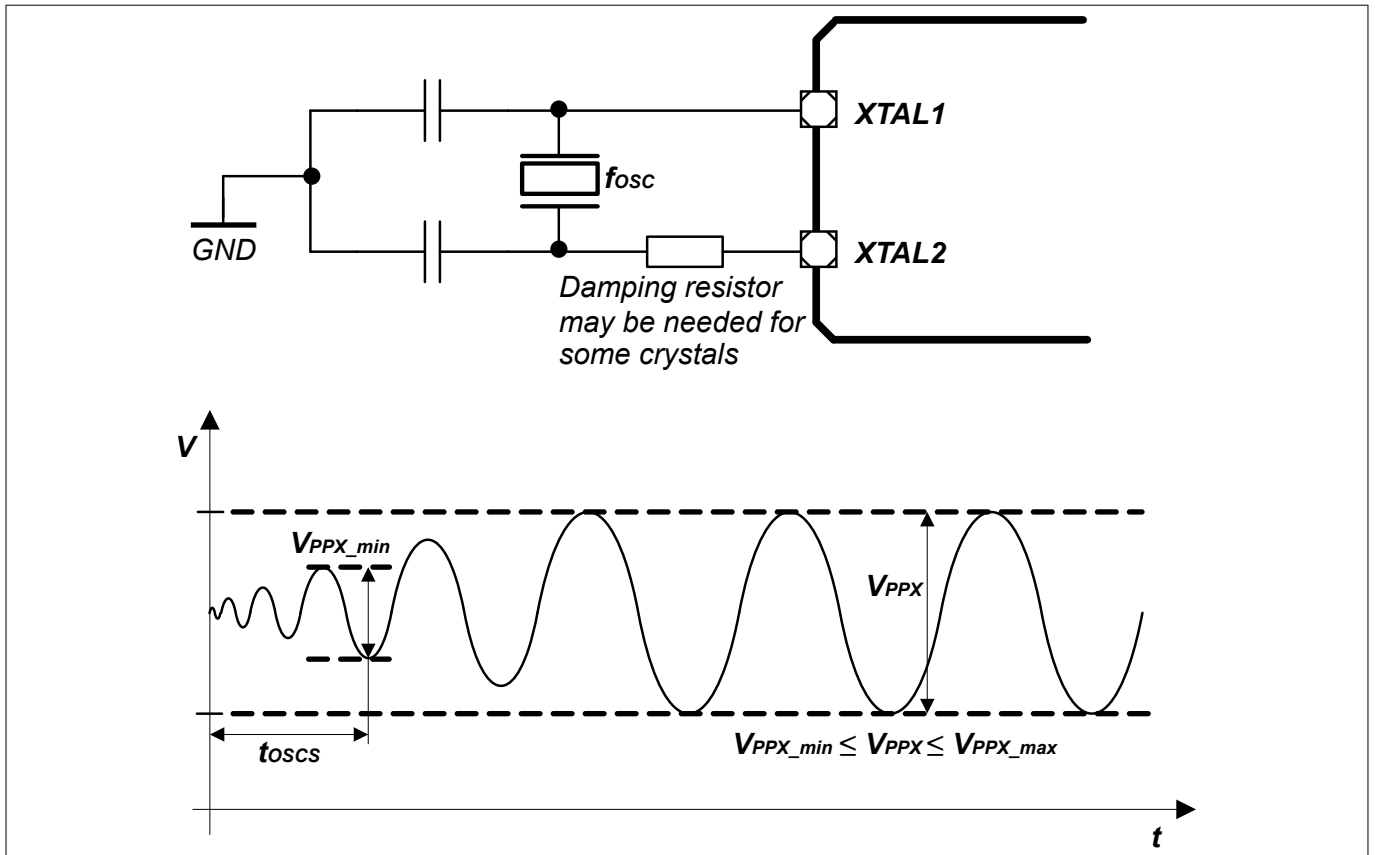 XTAL1
fosc
GND
XTAL2
Damping resistor
may be needed for
some crystals
V
VPPX_min
VPPX
toscs
VPPX_min ≤ VPPX ≤ VPPX_max
t